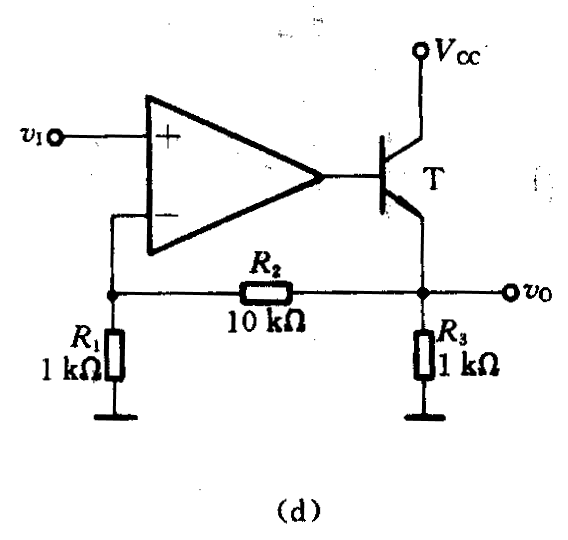 V_CC
v_I
+
T
−
R_2
v_O
10 kΩ
R_1
R_3
1 kΩ
1 kΩ
(d)